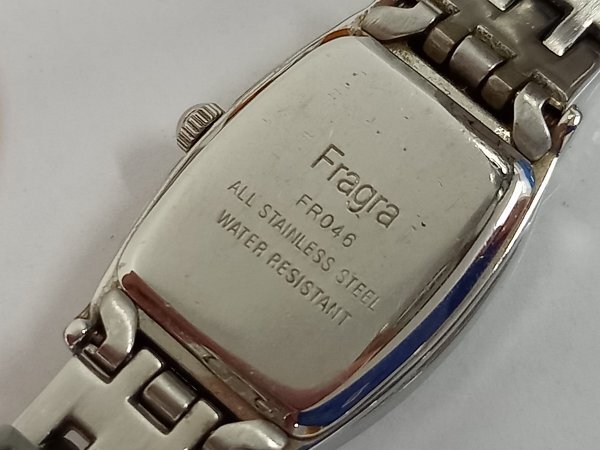 Fragra
FR046
ALL STAINLESS STEEL
WATER RESISTANT